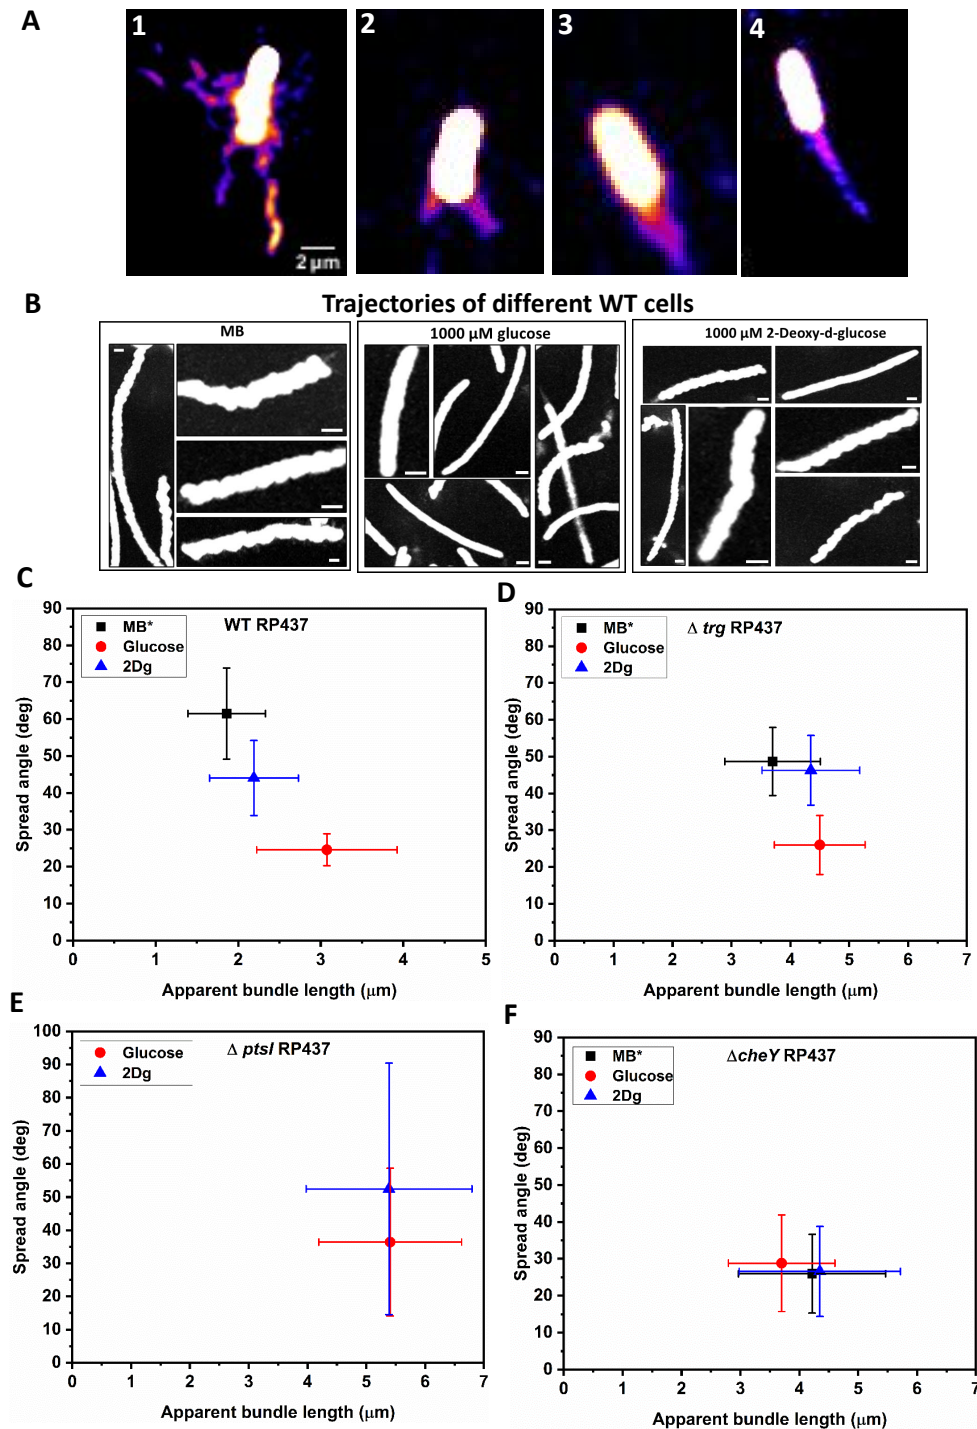 A
1
2
3
4
2 μm
B
Trajectories of different WT cells
MB
1000 μM glucose
1000 μM 2-Deoxy-d-glucose
C
MB*
Glucose
2Dg
WT RP437
90
80
70
60
50
40
30
20
10
0
Spread angle (deg)
0 1 2 3 4 5
Apparent bundle length (μm)
D
MB*
Glucose
2Dg
Δ trg RP437
90
80
70
60
50
40
30
20
10
0
Spread angle (deg)
0 1 2 3 4 5 6 7
Apparent bundle length (μm)
E
Glucose
2Dg
Δ ptsI RP437
100
90
80
70
60
50
40
30
20
10
0
Spread angle (deg)
0 1 2 3 4 5 6 7
Apparent bundle length (μm)
F
MB*
Glucose
2Dg
ΔcheY RP437
90
80
70
60
50
40
30
20
10
0
Spread angle (deg)
0 1 2 3 4 5 6 7
Apparent bundle length (μm)